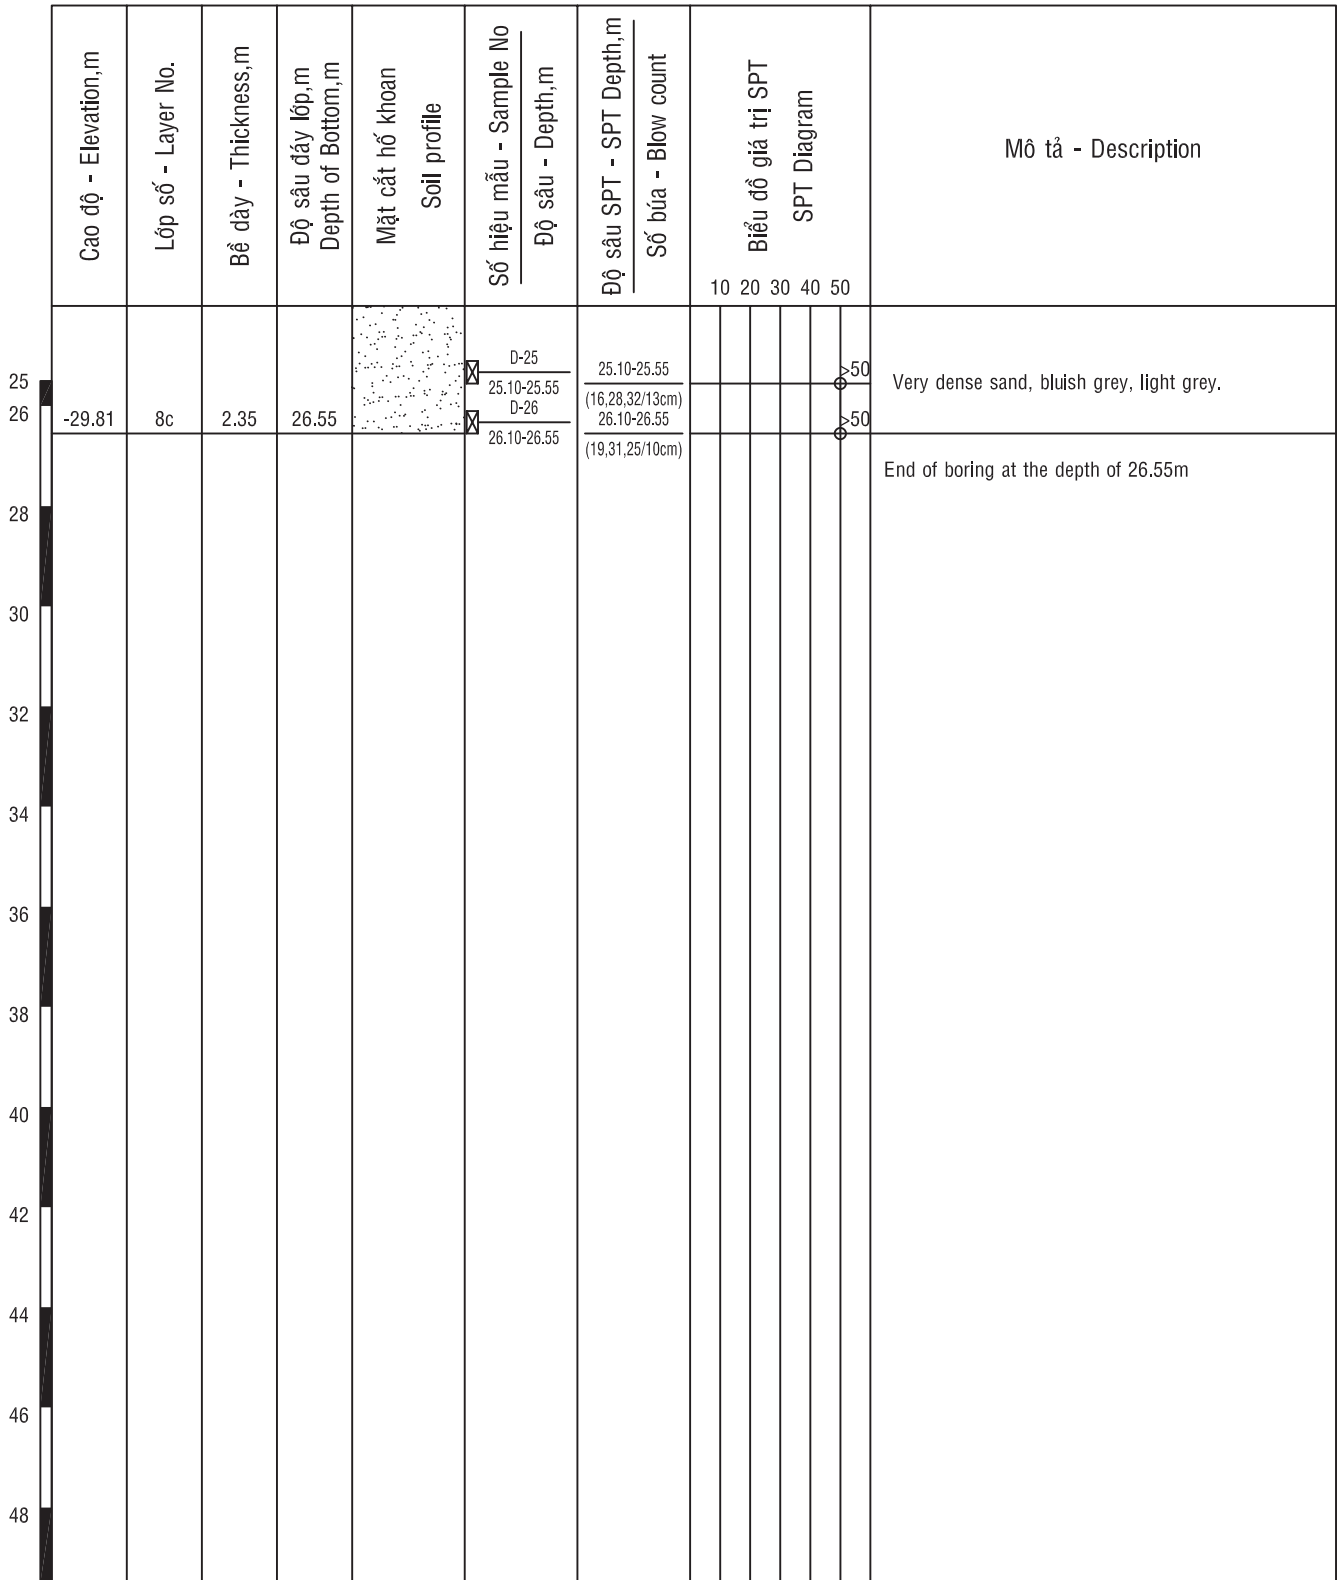 Cao độ - Elevation,m
Lớp số - Layer No.
Bề dày - Thickness,m
Độ sâu đáy lớp,m
Depth of Bottom,m
Mặt cắt hố khoan
Soil profile
Số hiệu mẫu - Sample No
Độ sâu - Depth,m
Độ sâu SPT - SPT Depth,m
Số búa - Blow count
Biểu đồ giá trị SPT
SPT Diagram
10 20 30 40 50
Mô tả - Description
D-25
25.10-25.55
25.10-25.55
(16,28,32/13cm)
>50
Very dense sand, bluish grey, light grey.
25
26
-29.81 8c 2.35 26.55
D-26
26.10-26.55
26.10-26.55
(19,31,25/10cm)
>50
End of boring at the depth of 26.55m
28
30
32
34
36
38
40
42
44
46
48